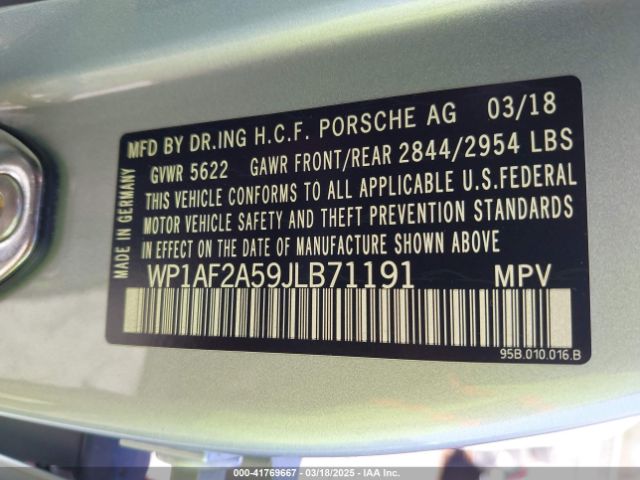 MFD BY DR.ING H.C.F. PORSCHE AG 03/18
GVWR 5622 GAWR FRONT/REAR 2844/2954 LBS
THIS VEHICLE CONFORMS TO ALL APPLICABLE U.S.FEDERAL
MOTOR VEHICLE SAFETY AND THEFT PREVENTION STANDARDS
IN EFFECT ON THE DATE OF MANUFACTURE SHOWN ABOVE
WP1AF2A59JLB71191 MPV
95B.010.016.B
MADE IN GERMANY
000-41769667 - 03/18/2025 - IAA Inc.